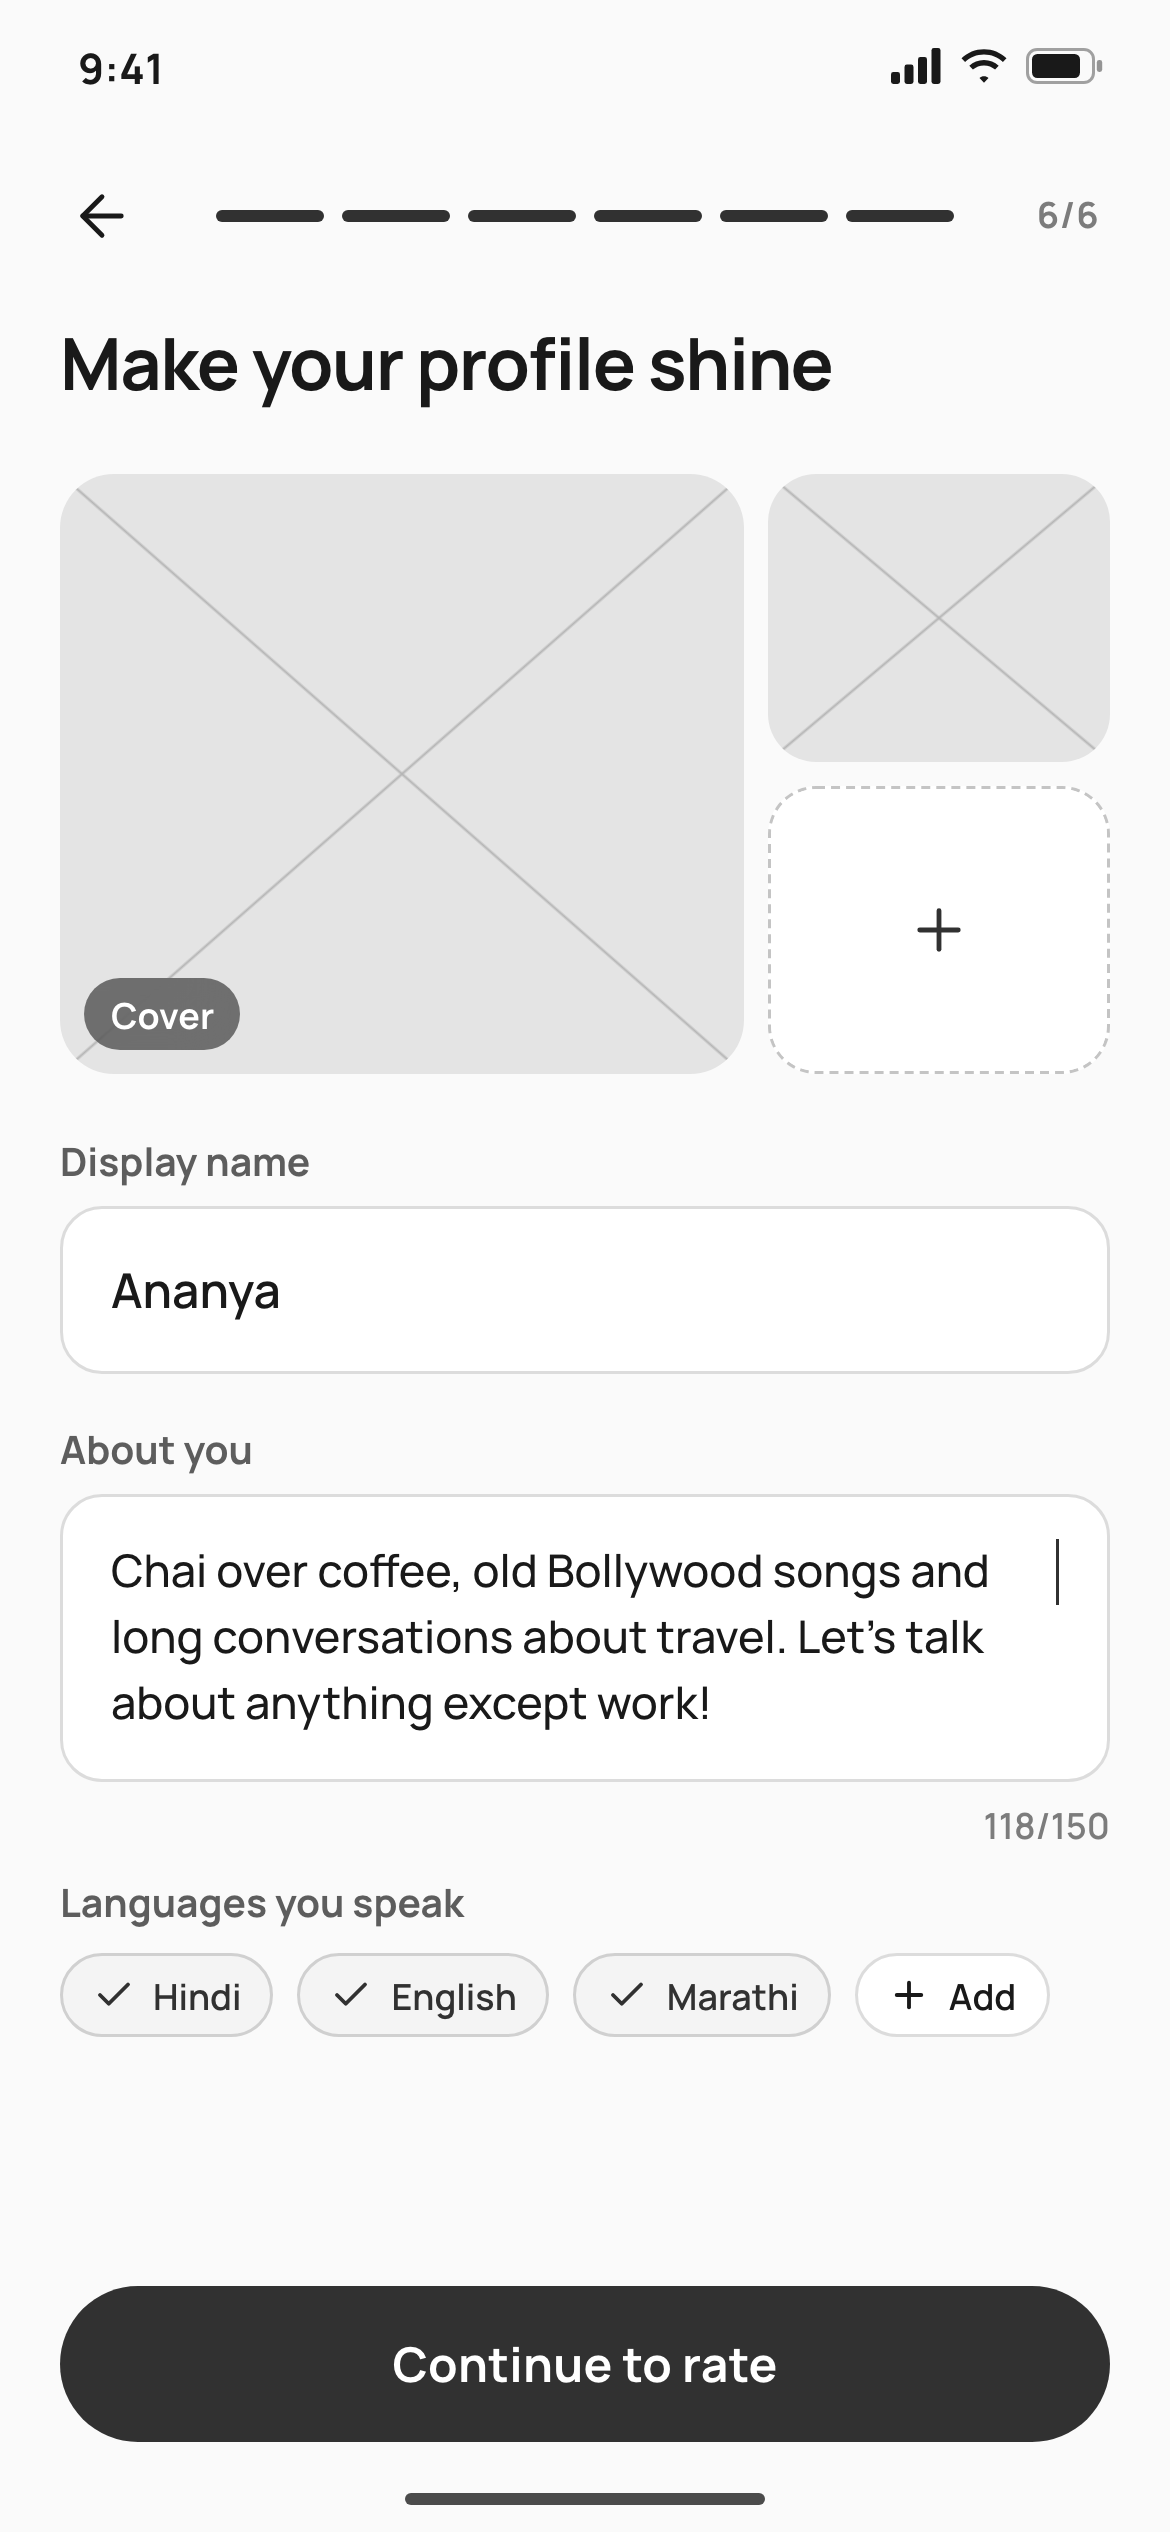 9:41
6/6
Make your profile shine
Cover
Display name
Ananya
About you
Chai over coffee, old Bollywood songs and
long conversations about travel. Let’s talk
about anything except work!
118/150
Languages you speak
Hindi English Marathi Add
Continue to rate